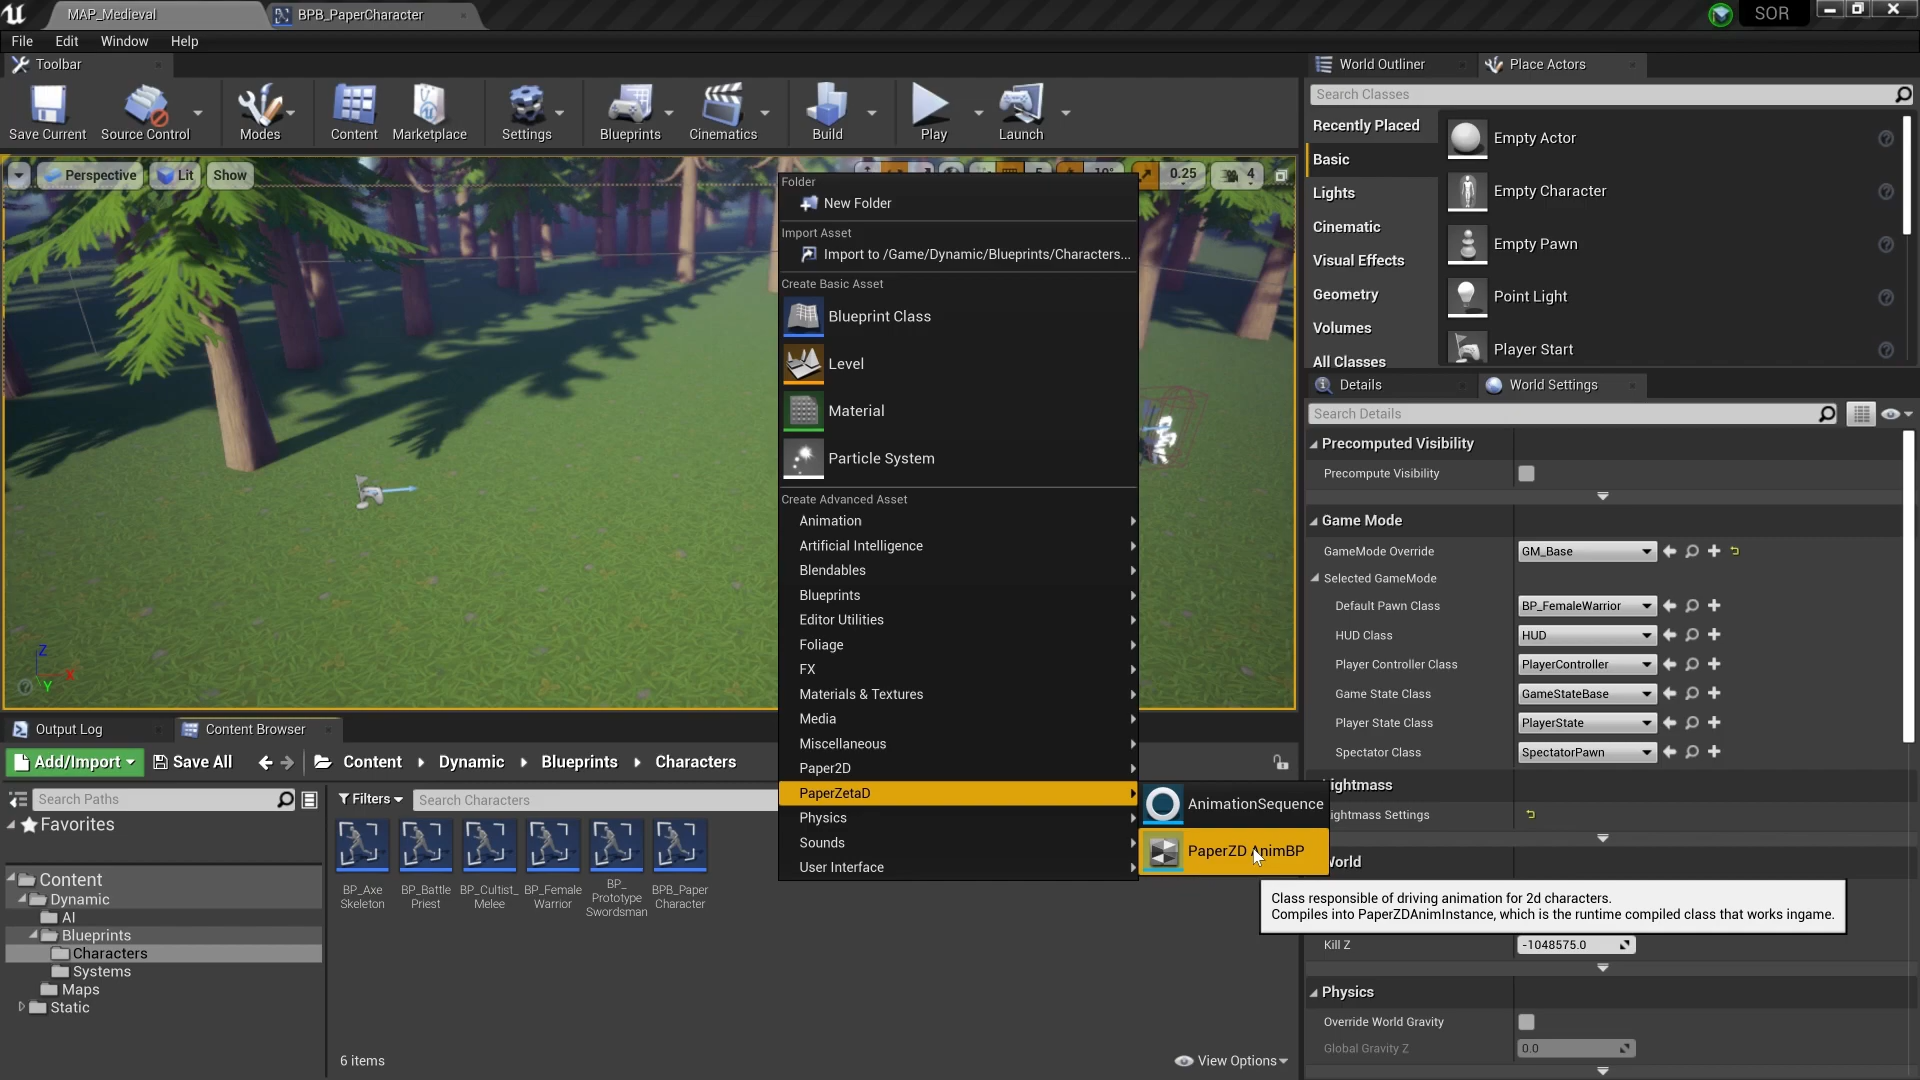 MAP_Medieval
BPB_PaperCharacter
SOR
File Edit Window Help
Toolbar
World Outliner
Place Actors
Save Current
Source Control
Modes
Content
Marketplace
Settings
Blueprints
Cinematics
Build
Play
Launch
Search Classes
Recently Placed
Basic
Lights
Cinematic
Visual Effects
Geometry
Volumes
All Classes
Empty Actor
Empty Character
Empty Pawn
Point Light
Player Start
Perspective
Lit
Show
5
10°
0.25
4
Folder
New Folder
Import Asset
Import to /Game/Dynamic/Blueprints/Characters...
Create Basic Asset
Blueprint Class
Level
Material
Particle System
Create Advanced Asset
Animation
Artificial Intelligence
Blendables
Blueprints
Editor Utilities
Foliage
FX
Materials & Textures
Media
Miscellaneous
Paper2D
PaperZetaD
Physics
Sounds
User Interface
AnimationSequence
PaperZD AnimBP
Class responsible of driving animation for 2d characters.
Compiles into PaperZDAnimInstance, which is the runtime compiled class that works ingame.
Z
X
Y
Details
World Settings
Search Details
Precomputed Visibility
Precompute Visibility
Game Mode
GameMode Override GM_Base
Selected GameMode
Default Pawn Class BP_FemaleWarrior
HUD Class HUD
Player Controller Class PlayerController
Game State Class GameStateBase
Player State Class PlayerState
Spectator Class SpectatorPawn
ightmass
ightmass Settings
World
Kill Z -1048575.0
Physics
Override World Gravity
Global Gravity Z 0.0
Output Log
Content Browser
Add/Import
Save All
Content
Dynamic
Blueprints
Characters
Search Paths
Filters
Search Characters
Favorites
Content
Dynamic
AI
Blueprints
Characters
Systems
Maps
Static
BP_Axe
Skeleton
BP_Battle
Priest
BP_Cultist_
Melee
BP_Female
Warrior
BP_
Prototype
Swordsman
BPB_Paper
Character
6 items
View Options